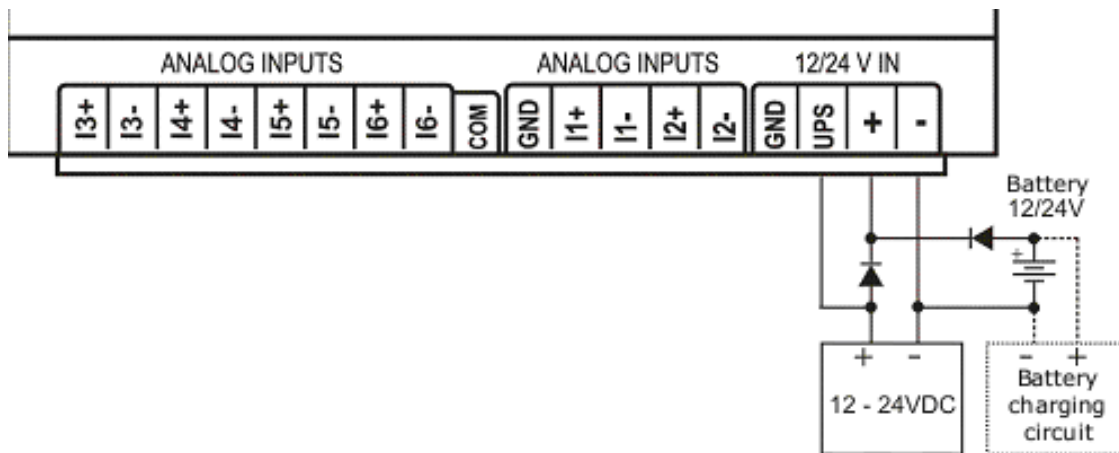 ANALOG INPUTS ANALOG INPUTS 12/24 V IN
I3+ I3- I4+ I4- I5+ I5- I6+ I6- COM GND I1+ I1- I2+ I2- GND UPS + -
Battery
12/24V
+
+ - - +
12 - 24VDC
Battery
charging
circuit